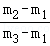 m₂ − m₁
m₃ − m₁